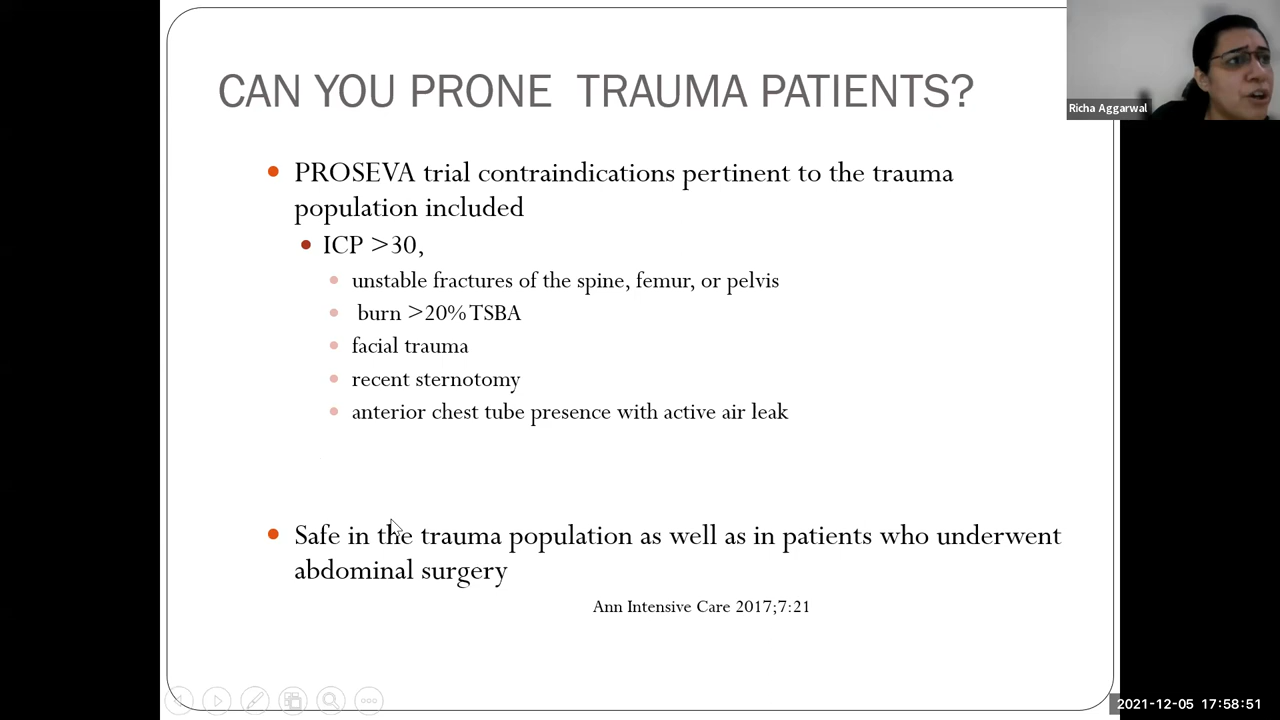 CAN YOU PRONE TRAUMA PATIENTS?
Richa Aggarwal
PROSEVA trial contraindications pertinent to the trauma
population included
ICP >30,
unstable fractures of the spine, femur, or pelvis
burn >20% TSBA
facial trauma
recent sternotomy
anterior chest tube presence with active air leak
Safe in the trauma population as well as in patients who underwent
abdominal surgery
Ann Intensive Care 2017;7:21
2021-12-05 17:58:51